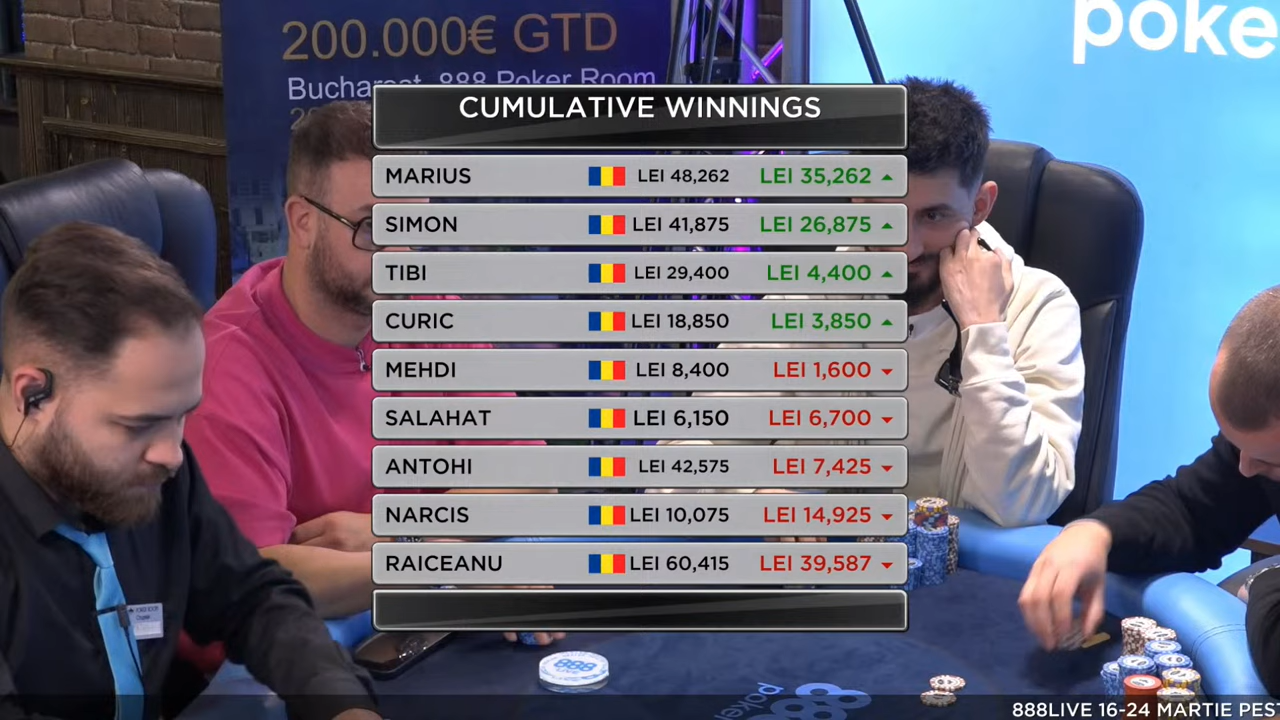 200.000€ GTD
Bucharest, 888 Poker Room
poke
CUMULATIVE WINNINGS
MARIUS LEI 48,262 LEI 35,262
SIMON LEI 41,875 LEI 26,875
TIBI LEI 29,400 LEI 4,400
CURIC LEI 18,850 LEI 3,850
MEHDI LEI 8,400 LEI 1,600
SALAHAT LEI 6,150 LEI 6,700
ANTOHI LEI 42,575 LEI 7,425
NARCIS LEI 10,075 LEI 14,925
RAICEANU LEI 60,415 LEI 39,587
888
888
poker
888LIVE 16-24 MARTIE PES